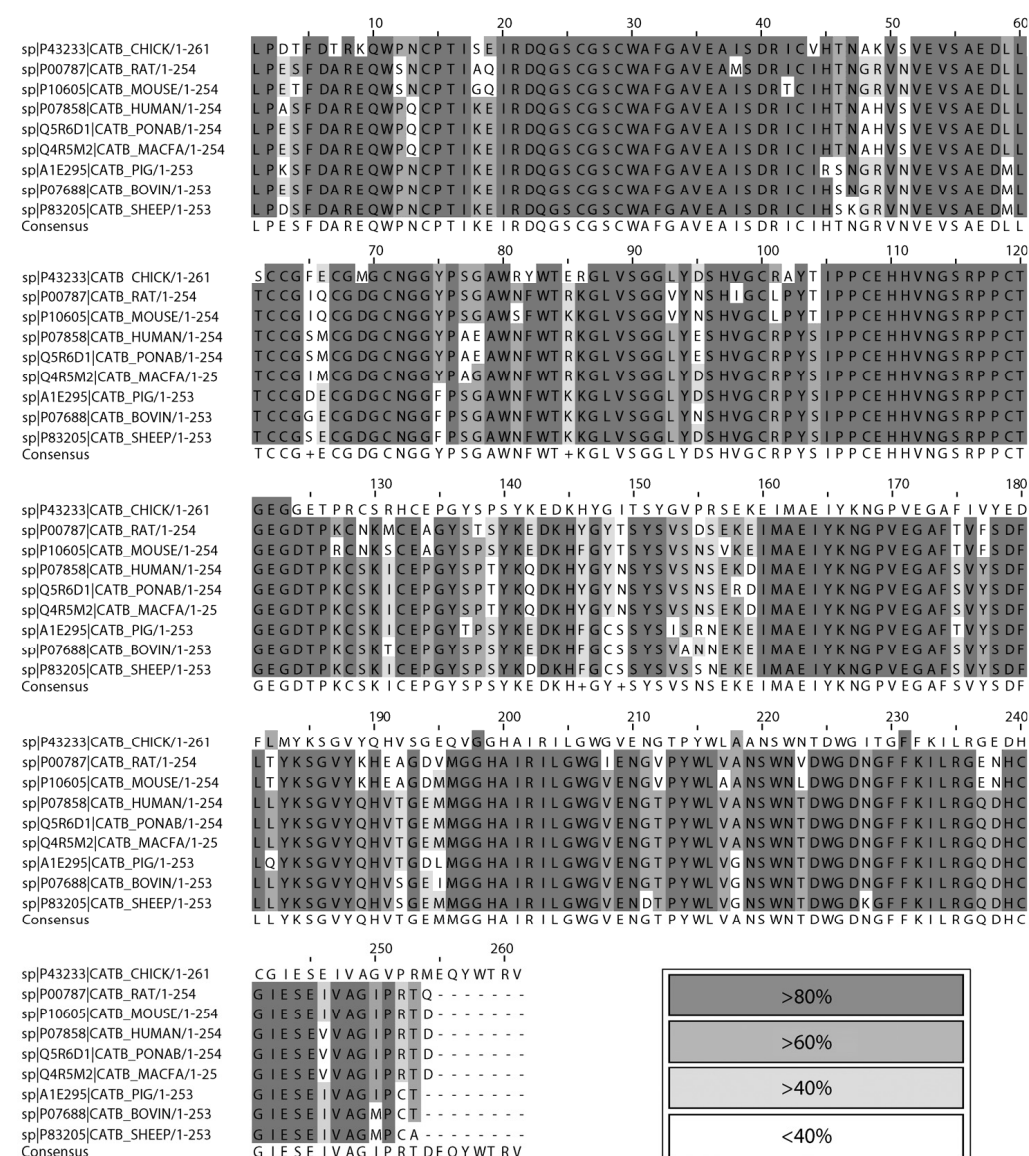 10 20 30 40 50 60
sp|P43233|CATB_CHICK/1-261 LPDTFDTRKQWPNCPTISEIRDQGSCGSCWAFGAVEAISDRICVHTNAKVSVEVSAEDLL
sp|P00787|CATB_RAT/1-254 LPESFDAREQWSNCPTIAQIRDQGSCGSCWAFGAVEAMSDRICIHTNGRVNVEVSAEDLL
sp|P10605|CATB_MOUSE/1-254 LPETFDAREQWSNCPTIGQIRDQGSCGSCWAFGAVEAISDRTCIHTNGRVNVEVSAEDLL
sp|P07858|CATB_HUMAN/1-254 LPASFDAREQWPQCPTIKEIRDQGSCGSCWAFGAVEAISDRICIHTNAHVSVEVSAEDLL
sp|Q5R6D1|CATB_PONAB/1-254 LPESFDAREQWPQCPTIKEIRDQGSCGSCWAFGAVEAISDRICIHTNAHVSVEVSAEDLL
sp|Q4R5M2|CATB_MACFA/1-254 LPESFDAREQWPQCPTIKEIRDQGSCGSCWAFGAVEAISDRICIHTNAHVSVEVSAEDLL
sp|A1E295|CATB_PIG/1-253 LPKSFDAREQWPNCPTIKEIRDQGSCGSCWAFGAVEAISDRICIRSNGRVNVEVSAEDML
sp|P07688|CATB_BOVIN/1-253 LPESFDAREQWPNCPTIKEIRDQGSCGSCWAFGAVEAISDRICIHSNGRVNVEVSAEDML
sp|P83205|CATB_SHEEP/1-253 LPDSFDAREQWPNCPTIKEIRDQGSCGSCWAFGAVEAISDRICIHSKGRVNVEVSAEDML
Consensus LPESFDAREQWPNCPTIKEIRDQGSCGSCWAFGAVEAISDRICIHTNGRVNVEVSAEDLL
70 80 90 100 110 120
sp|P43233|CATB CHICK/1-261 SCCGFECGMGCNGGYPSGAWRYWTERGLVSGGLYDSHVGCRAYTIPPCEHHVNGSRPPCT
sp|P00787|CATB_RAT/1-254 TCCGIQCGDGCNGGYPSGAWNFWTRKGLVSGGVYNSHIGCLPYTIPPCEHHVNGSRPPCT
sp|P10605|CATB_MOUSE/1-254 TCCGIQCGDGCNGGYPSGAWSFWTKKGLVSGGVYNSHVGCLPYTIPPCEHHVNGSRPPCT
sp|P07858|CATB_HUMAN/1-254 TCCGSMCGDGCNGGYPAEAWNFWTRKGLVSGGLYESHVGCRPYSIPPCEHHVNGSRPPCT
sp|Q5R6D1|CATB_PONAB/1-254 TCCGSMCGDGCNGGYPAEAWNFWTRKGLVSGGLYESHVGCRPYSIPPCEHHVNGSRPPCT
sp|Q4R5M2|CATB_MACFA/1-25 TCCGIMCGDGCNGGYPAGAWNFWTRKGLVSGGLYDSHVGCRPYSIPPCEHHVNGSRPPCT
sp|A1E295|CATB_PIG/1-253 TCCGDECGDGCNGGFPSGAWNFWTKKGLVSGGLYDSHVGCRPYSIPPCEHHVNGSRPPCT
sp|P07688|CATB_BOVIN/1-253 TCCGGECGDGCNGGFPSGAWNFWTKKGLVSGGLYNSHVGCRPYSIPPCEHHVNGSRPPCT
sp|P83205|CATB_SHEEP/1-253 TCCGSECGDGCNGGFPSGAWNFWTKKGLVSGGLYDSHVGCRPYSIPPCEHHVNGSRPPCT
Consensus TCCG+ECGDGCNGGYPSGAWNFWT+KGLVSGGLYDSHVGCRPYSIPPCEHHVNGSRPPCT
130 140 150 160 170 180
sp|P43233|CATB_CHICK/1-261 GEGGETPRCSRHCEPGYSPSYKEDKHYGITSYGVPRSEKEIMAEIYKNGPVEGAFIVYED
sp|P00787|CATB_RAT/1-254 GEGDTPKCNKMCEAGYSTSYKEDKHYGYTSYSVSDSEKEIMAEIYKNGPVEGAFTVFSDF
sp|P10605|CATB_MOUSE/1-254 GEGDTPRCNKSCEAGYSPSYKEDKHFGYTSYSVSNSVKEIMAEIYKNGPVEGAFTVFSDF
sp|P07858|CATB_HUMAN/1-254 GEGDTPKCSKICEPGYSPTYKQDKHYGYNSYSVSNSEKDIMAEIYKNGPVEGAFSVYSDF
sp|Q5R6D1|CATB_PONAB/1-254 GEGDTPKCSKICEPGYSPTYKQDKHYGYNSYSVSNSERDIMAEIYKNGPVEGAFSVYSDF
sp|Q4R5M2|CATB_MACFA/1-25 GEGDTPKCSKICEPGYSPTYKQDKHYGYNSYSVSNSEKDIMAEIYKNGPVEGAFSVYSDF
sp|A1E295|CATB_PIG/1-253 GEGDTPKCSKICEPGYTPSYKEDKHFGCSSYSISRNEKEIMAEIYKNGPVEGAFTVYSDF
sp|P07688|CATB_BOVIN/1-253 GEGDTPKCSKTCEPGYSPSYKEDKHFGCSSYSVANNEKEIMAEIYKNGPVEGAFSVYSDF
sp|P83205|CATB_SHEEP/1-253 GEGDTPKCSKICEPGYSPSYKDDKHFGCSSYSVSSNEKEIMAEIYKNGPVEGAFSVYSDF
Consensus GEGDTPKCSKICEPGYSPSYKEDKH+GY+SYSVSNSEKEIMAEIYKNGPVEGAFSVYSDF
190 200 210 220 230 240
sp|P43233|CATB_CHICK/1-261 FLMYKSGVYQHVSGEQVGGHAIRILGWGVENGTPYWLAANSWNTDWGITGFFKILRGEDH
sp|P00787|CATB_RAT/1-254 LTYKSGVYKHEAGDVMGGHAIRILGWGIENGVPYWLVANSWNVDWGDNGFFKILRGENHC
sp|P10605|CATB_MOUSE/1-254 LTYKSGVYKHEAGDMMGGHAIRILGWGVENGVPYWLAANSWNLDWGDNGFFKILRGENHC
sp|P07858|CATB_HUMAN/1-254 LLYKSGVYQHVTGEMMGGHAIRILGWGVENGTPYWLVANSWNTDWGDNGFFKILRGQDHC
sp|Q5R6D1|CATB_PONAB/1-254 LLYKSGVYQHVTGEMMGGHAIRILGWGVENGTPYWLVANSWNTDWGDNGFFKILRGQDHC
sp|Q4R5M2|CATB_MACFA/1-25 LLYKSGVYQHVTGEMMGGHAIRILGWGVENGTPYWLVANSWNTDWGDNGFFKILRGQDHC
sp|A1E295|CATB_PIG/1-253 LQYKSGVYQHVTGDLMGGHAIRILGWGVENGTPYWLVGNSWNTDWGDNGFFKILRGQDHC
sp|P07688|CATB_BOVIN/1-253 LLYKSGVYQHVSGEIMGGHAIRILGWGVENGTPYWLVGNSWNTDWGDNGFFKILRGQDHC
sp|P83205|CATB_SHEEP/1-253 LLYKSGVYQHVSGEMMGGHAIRILGWGVENDTPYWLVGNSWNTDWGDKGFFKILRGQDHC
Consensus LLYKSGVYQHVTGEMMGGHAIRILGWGVENGTPYWLVANSWNTDWGDNGFFKILRGQDHC
250 260
sp|P43233|CATB_CHICK/1-261 CGIESEIVAGVPRMEQYWTRV
sp|P00787|CATB_RAT/1-254 GIESEIVAGIPRTQ-------
sp|P10605|CATB_MOUSE/1-254 GIESEIVAGIPRTD-------
sp|P07858|CATB_HUMAN/1-254 GIESEVVAGIPRTD-------
sp|Q5R6D1|CATB_PONAB/1-254 GIESEVVAGIPRTD-------
sp|Q4R5M2|CATB_MACFA/1-25 GIESEVVAGIPRTD-------
sp|A1E295|CATB_PIG/1-253 GIESEIVAGIPCT--------
sp|P07688|CATB_BOVIN/1-253 GIESEIVAGMPCT--------
sp|P83205|CATB_SHEEP/1-253 GIESEIVAGMPCA--------
Consensus GIESEIVAGIPRTDEQYWTRV
>80%
>60%
>40%
<40%